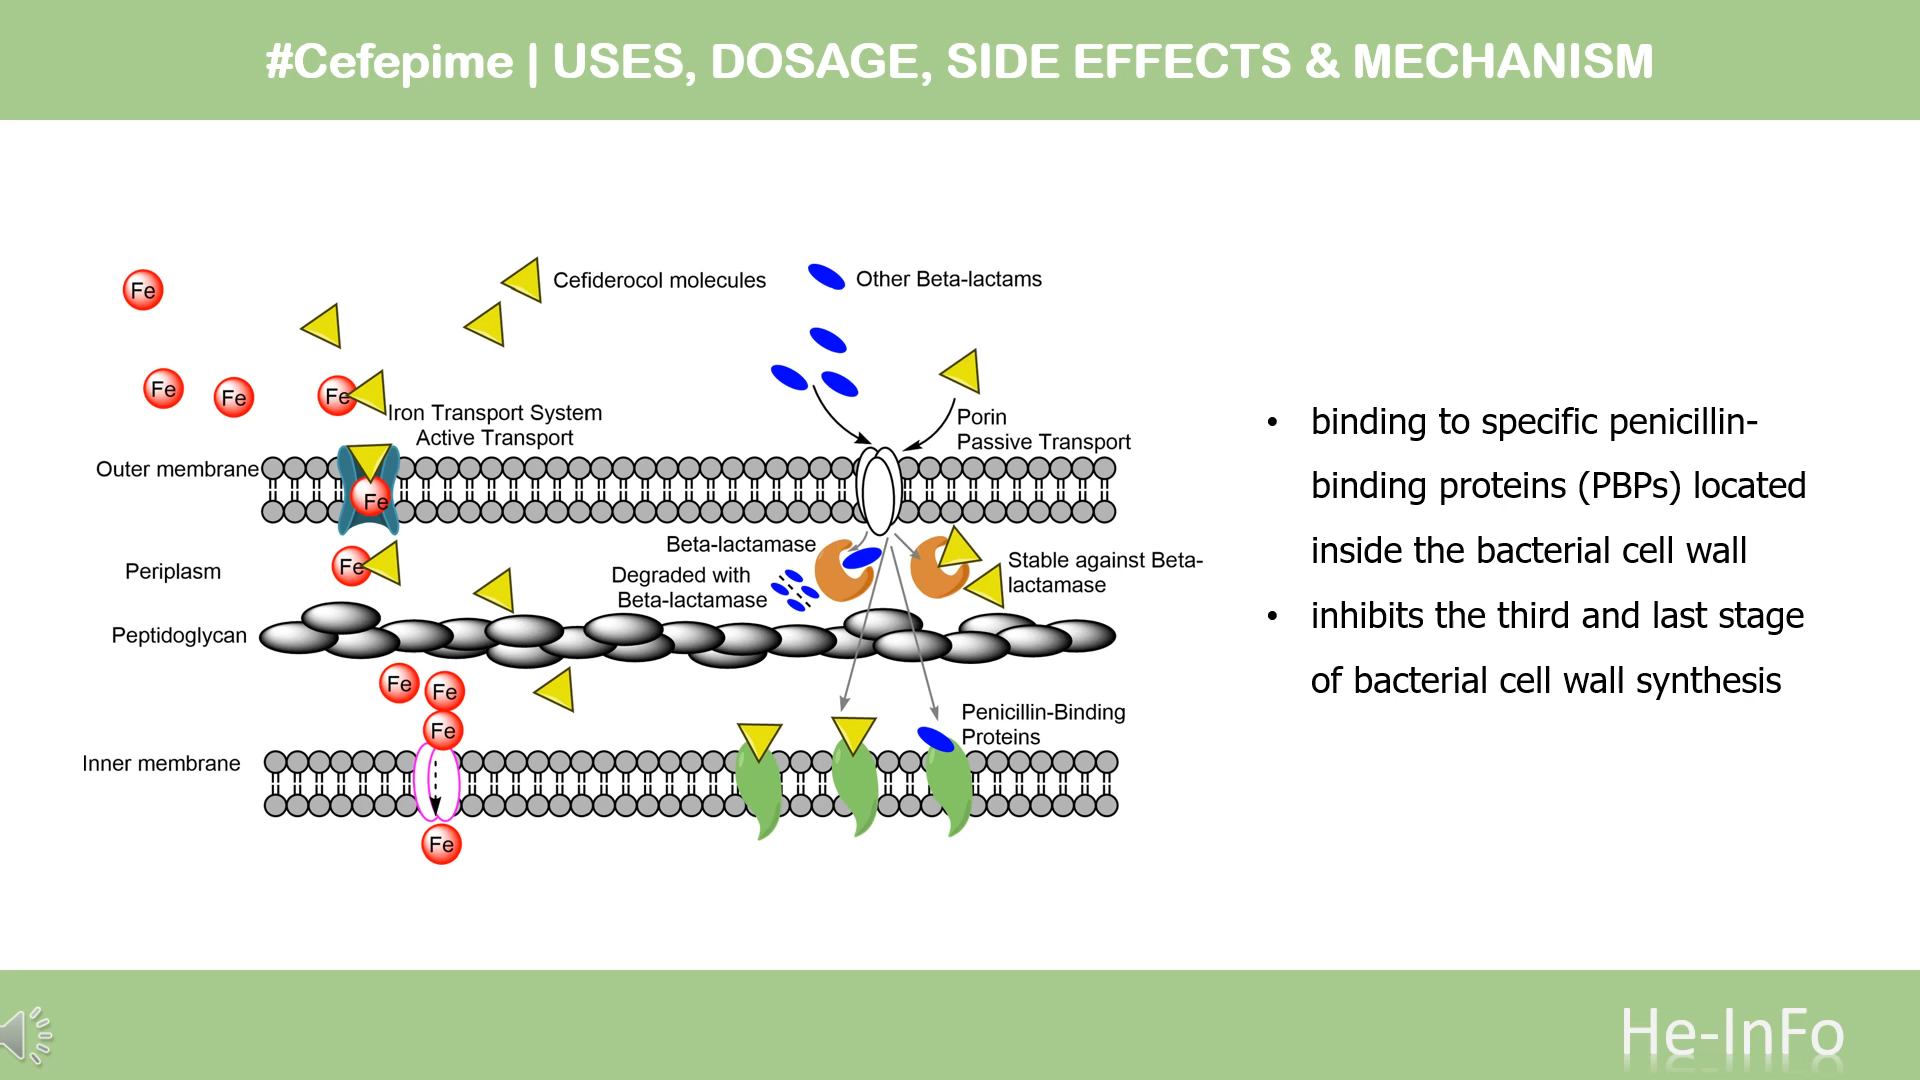 #Cefepime | USES, DOSAGE, SIDE EFFECTS & MECHANISM
Fe
Cefiderocol molecules
Other Beta-lactams
Fe
Fe
Fe
Iron Transport System
Active Transport
Porin
Passive Transport
Outer membrane
Fe
Beta-lactamase
Fe
Periplasm
Degraded with
Beta-lactamase
Stable against Beta-
lactamase
Peptidoglycan
Fe
Fe
Fe
Penicillin-Binding
Proteins
Inner membrane
Fe
• binding to specific penicillin-
binding proteins (PBPs) located
inside the bacterial cell wall
• inhibits the third and last stage
of bacterial cell wall synthesis
He-InFo